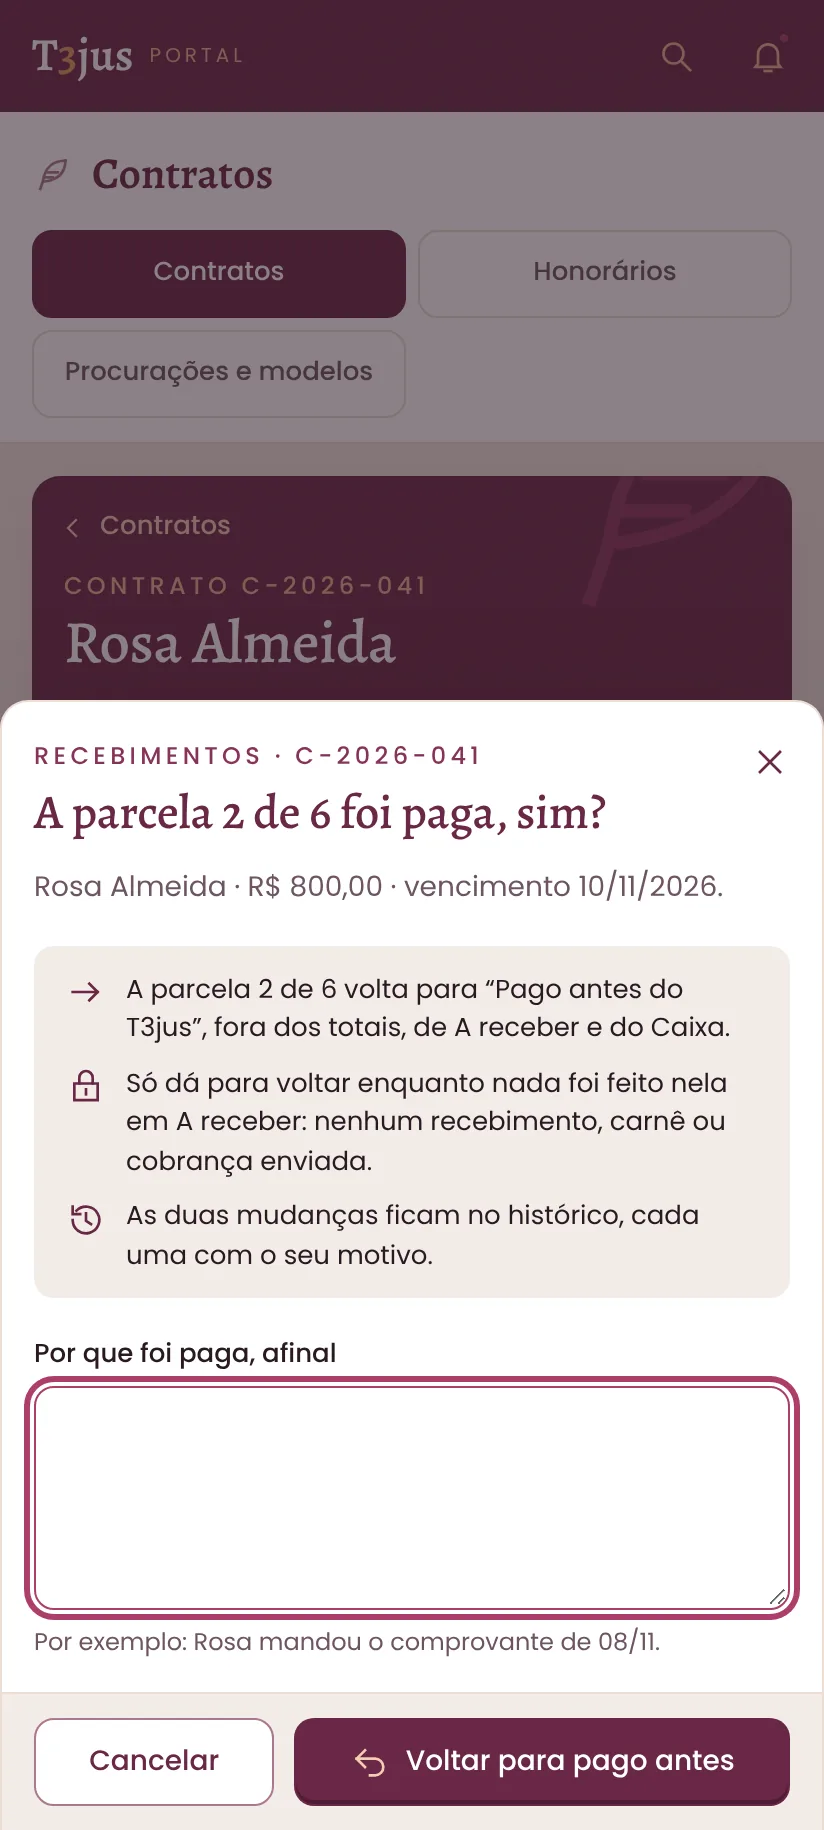 T3jus PORTAL
Contratos
Contratos
Honorários
Procurações e modelos
Contratos
CONTRATO C-2026-041
Rosa Almeida
RECEBIMENTOS · C-2026-041
A parcela 2 de 6 foi paga, sim?
Rosa Almeida · R$ 800,00 · vencimento 10/11/2026.
A parcela 2 de 6 volta para “Pago antes do
T3jus”, fora dos totais, de A receber e do Caixa.
Só dá para voltar enquanto nada foi feito nela
em A receber: nenhum recebimento, carnê ou
cobrança enviada.
As duas mudanças ficam no histórico, cada
uma com o seu motivo.
Por que foi paga, afinal
Por exemplo: Rosa mandou o comprovante de 08/11.
Cancelar
Voltar para pago antes